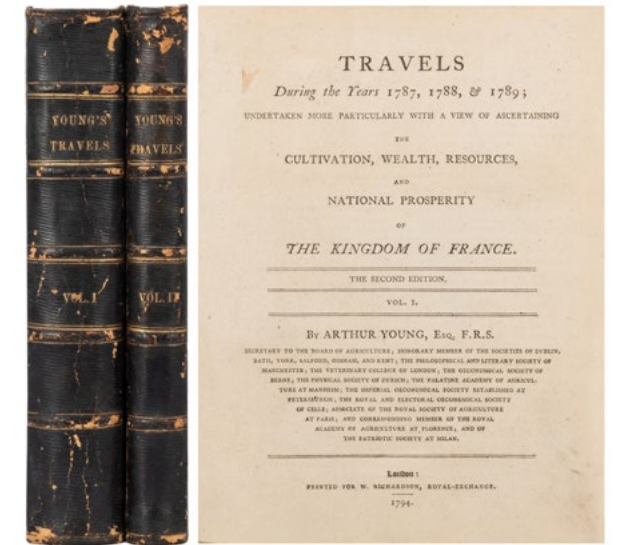 YOUNG'S
TRAVELS
VOL. I
YOUNG'S
TRAVELS
VOL. II
TRAVELS
During the Years 1787, 1788, & 1789;
UNDERTAKEN MORE PARTICULARLY WITH A VIEW OF ASCERTAINING
THE
CULTIVATION, WEALTH, RESOURCES,
AND
NATIONAL PROSPERITY
OF
THE KINGDOM OF FRANCE.
THE SECOND EDITION.
VOL. I.
By ARTHUR YOUNG, Esq. F.R.S.
SECRETARY TO THE BOARD OF AGRICULTURE; HONORARY MEMBER OF THE SOCIETIES OF DUBLIN,
BATH, YORK, SALFORD, ODIHAM, AND KENT; THE PHILOSOPHICAL AND LITERARY SOCIETY OF
MANCHESTER; THE VETERINARY COLLEGE OF LONDON; THE OECONOMICAL SOCIETY OF
BERNE; THE PHYSICAL SOCIETY OF ZURICH; THE PALATINE ACADEMY OF AGRICUL-
TURE AT MANHEIM; THE IMPERIAL OECONOMICAL SOCIETY ESTABLISHED AT
PETERSBURGH; THE ROYAL AND ELECTORAL OECONOMICAL SOCIETY
OF CELLE; ASSOCIATE OF THE ROYAL SOCIETY OF AGRICULTURE
AT PARIS; AND CORRESPONDING MEMBER OF THE ROYAL
ACADEMY OF AGRICULTURE AT FLORENCE; AND OF
THE PATRIOTIC SOCIETY AT MILAN.
London:
PRINTED FOR W. RICHARDSON, ROYAL-EXCHANGE.
1794.